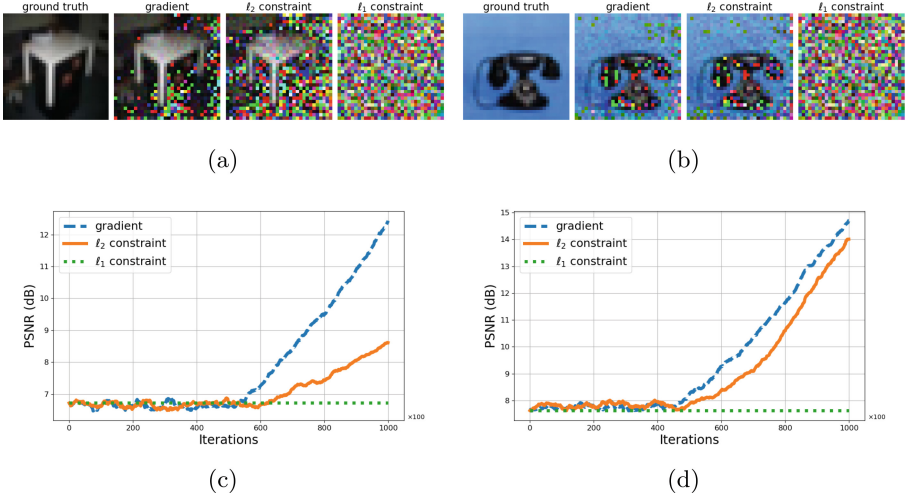 ground truth gradient ℓ₂ constraint ℓ₁ constraint
ground truth gradient ℓ₂ constraint ℓ₁ constraint
(a)
(b)
gradient
ℓ₂ constraint
ℓ₁ constraint
PSNR (dB)
12
11
10
9
8
7
0 200 400 600 800 1000
×100
Iterations
gradient
ℓ₂ constraint
ℓ₁ constraint
PSNR (dB)
15
14
13
12
11
10
9
8
0 200 400 600 800 1000
×100
Iterations
(c)
(d)